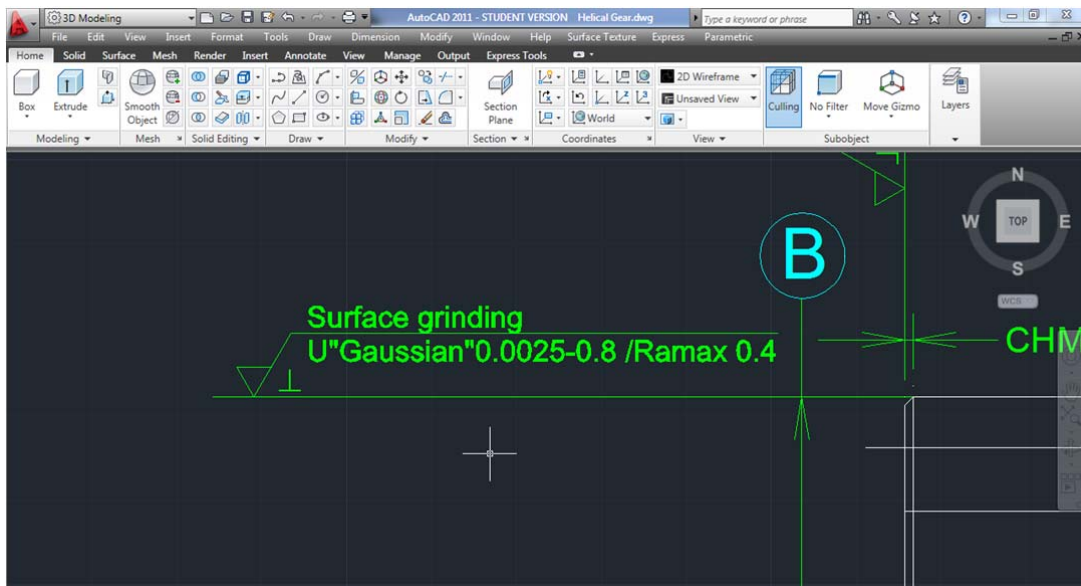 3D Modeling
AutoCAD 2011 - STUDENT VERSION Helical Gear.dwg
Type a keyword or phrase
File Edit View Insert Format Tools Draw Dimension Modify Window Help Surface Texture Express Parametric
Home Solid Surface Mesh Render Insert Annotate View Manage Output Express Tools
2D Wireframe
Unsaved View
World
Box Extrude Smooth Object Section Plane Culling No Filter Move Gizmo Layers
Modeling Mesh Solid Editing Draw Modify Section Coordinates View Subobject
N
W TOP E
S
WCS
B
Surface grinding
U"Gaussian"0.0025-0.8 /Ramax 0.4
CHM